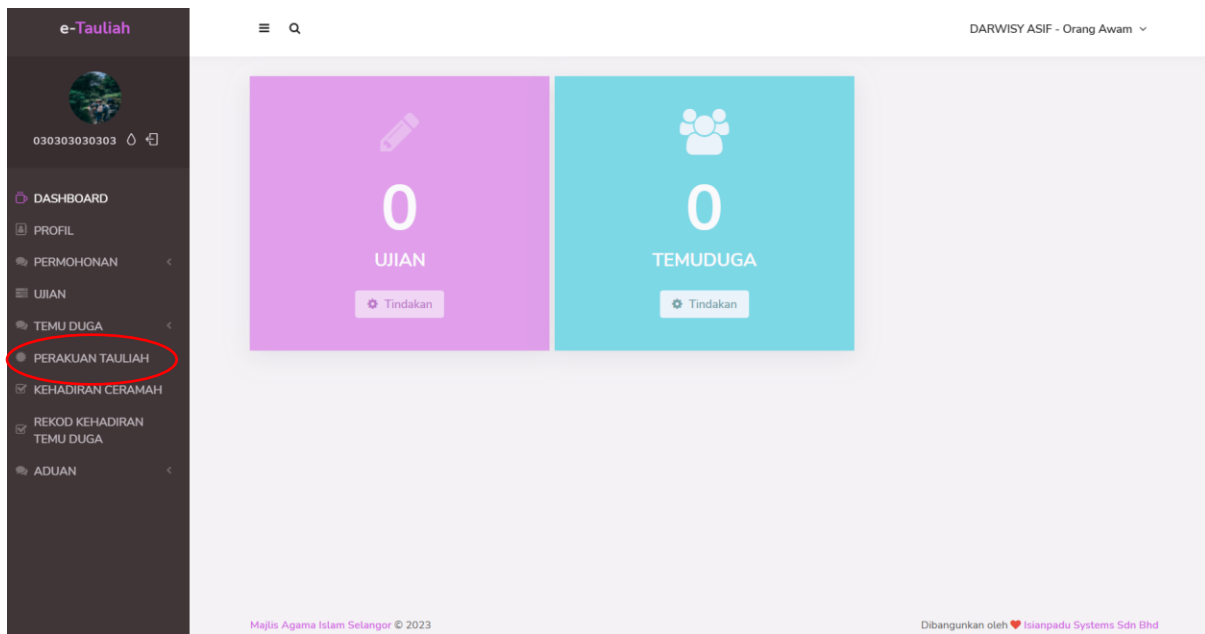 e-Tauliah
DARWISY ASIF - Orang Awam
030303030303
DASHBOARD
PROFIL
PERMOHONAN
UJIAN
TEMU DUGA
PERAKUAN TAULIAH
KEHADIRAN CERAMAH
REKOD KEHADIRAN
TEMU DUGA
ADUAN
0
UJIAN
Tindakan
0
TEMUDUGA
Tindakan
Majlis Agama Islam Selangor © 2023
Dibangunkan oleh ❤ Isianpadu Systems Sdn Bhd